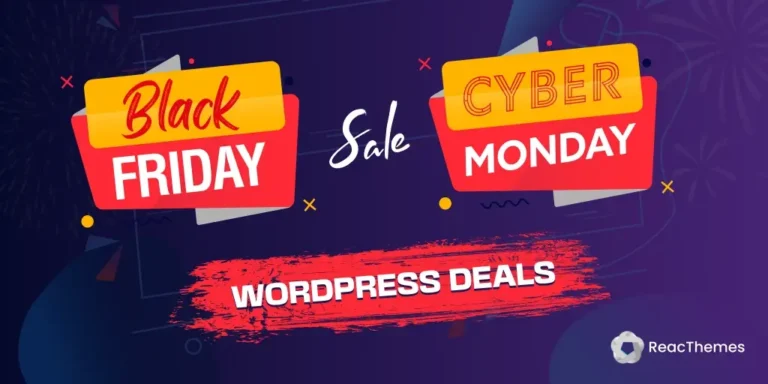 Black
FRIDAY
Sale
CYBER
MONDAY
WORDPRESS DEALS
ReacThemes